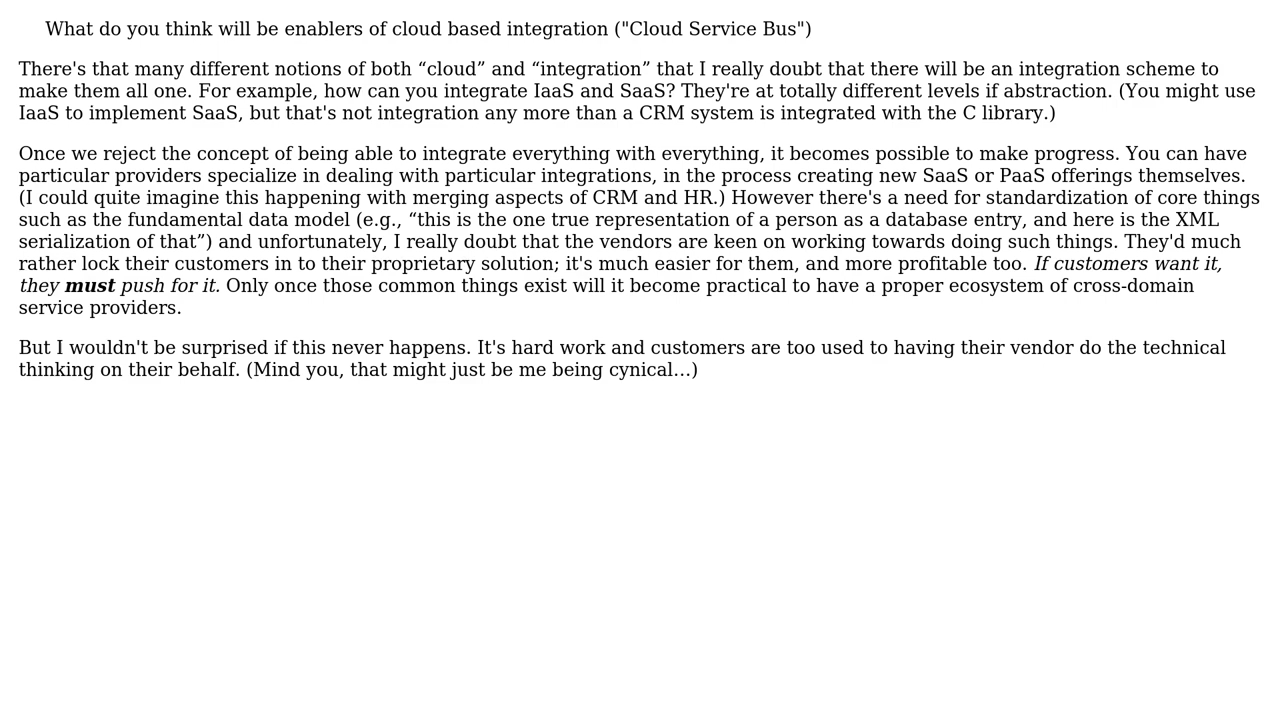 What do you think will be enablers of cloud based integration ("Cloud Service Bus")
There's that many different notions of both “cloud” and “integration” that I really doubt that there will be an integration scheme to
make them all one. For example, how can you integrate IaaS and SaaS? They're at totally different levels if abstraction. (You might use
IaaS to implement SaaS, but that's not integration any more than a CRM system is integrated with the C library.)
Once we reject the concept of being able to integrate everything with everything, it becomes possible to make progress. You can have
particular providers specialize in dealing with particular integrations, in the process creating new SaaS or PaaS offerings themselves.
(I could quite imagine this happening with merging aspects of CRM and HR.) However there's a need for standardization of core things
such as the fundamental data model (e.g., “this is the one true representation of a person as a database entry, and here is the XML
serialization of that”) and unfortunately, I really doubt that the vendors are keen on working towards doing such things. They'd much
rather lock their customers in to their proprietary solution; it's much easier for them, and more profitable too. If customers want it,
they must push for it. Only once those common things exist will it become practical to have a proper ecosystem of cross-domain
service providers.
But I wouldn't be surprised if this never happens. It's hard work and customers are too used to having their vendor do the technical
thinking on their behalf. (Mind you, that might just be me being cynical…)